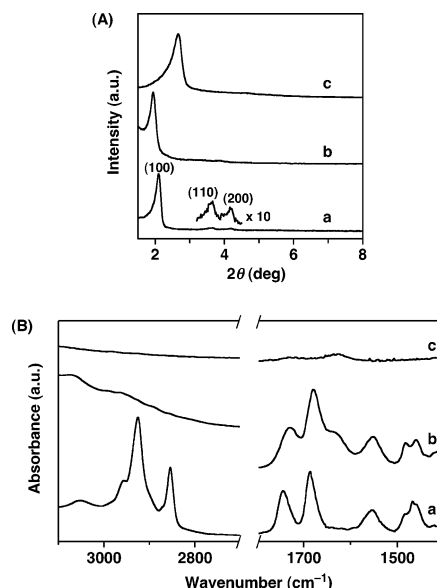 (A)
Intensity (a.u.)
c
b
(100)
(110)
(200)
x 10
a
2 4 6 8
2θ (deg)
(B)
Absorbance (a.u.)
c
b
a
3000 2800 1700 1500
Wavenumber (cm⁻¹)